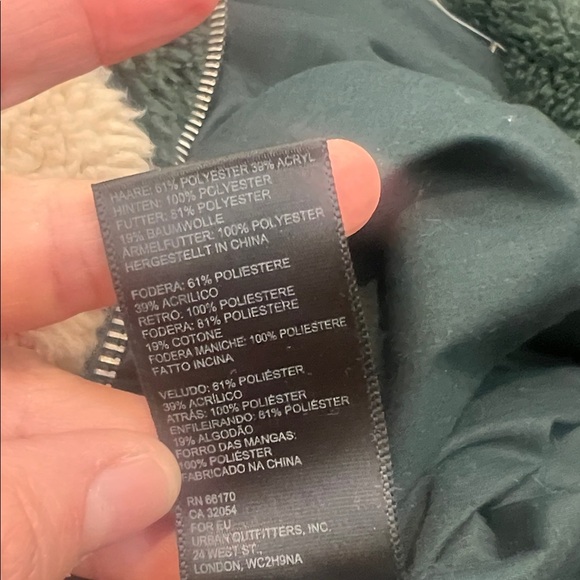 HAARE: 61% POLYESTER 39% ACRYL
HINTEN: 100% POLYESTER
FUTTER: 81% POLYESTER
19% BAUMWOLLE
ARMELFUTTER: 100% POLYESTER
HERGESTELLT IN CHINA
FODERA: 61% POLIESTERE
39% ACRILICO
RETRO: 100% POLIESTERE
FODERA: 81% POLIESTERE
19% COTONE
FODERA MANICHE: 100% POLIESTERE
FATTO INCINA
VELUDO: 61% POLIÉSTER
39% ACRÍLICO
ATRÁS: 100% POLIÉSTER
ENFILEIRANDO: 81% POLIÉSTER
19% ALGODÃO
FORRO DAS MANGAS:
100% POLIÉSTER
FABRICADO NA CHINA
RN 66170
CA 32054
FOR EU
URBAN OUTFITTERS, INC.
24 WEST ST.,
LONDON, WC2H9NA